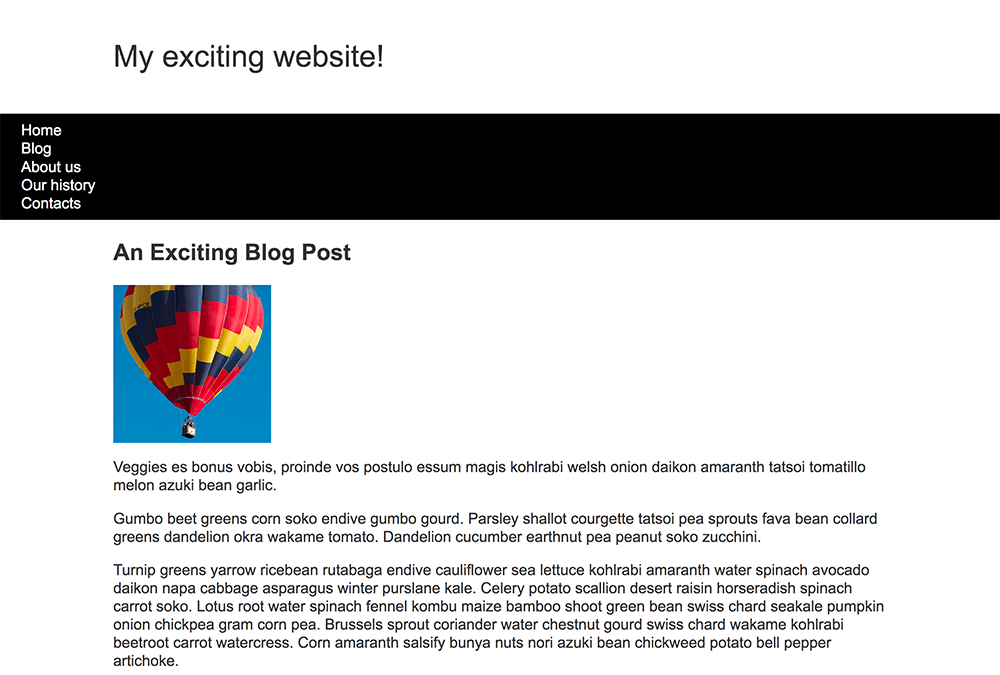 My exciting website!
Home
Blog
About us
Our history
Contacts
An Exciting Blog Post
Veggies es bonus vobis, proinde vos postulo essum magis kohlrabi welsh onion daikon amaranth tatsoi tomatillo
melon azuki bean garlic.
Gumbo beet greens corn soko endive gumbo gourd. Parsley shallot courgette tatsoi pea sprouts fava bean collard
greens dandelion okra wakame tomato. Dandelion cucumber earthnut pea peanut soko zucchini.
Turnip greens yarrow ricebean rutabaga endive cauliflower sea lettuce kohlrabi amaranth water spinach avocado
daikon napa cabbage asparagus winter purslane kale. Celery potato scallion desert raisin horseradish spinach
carrot soko. Lotus root water spinach fennel kombu maize bamboo shoot green bean swiss chard seakale pumpkin
onion chickpea gram corn pea. Brussels sprout coriander water chestnut gourd swiss chard wakame kohlrabi
beetroot carrot watercress. Corn amaranth salsify bunya nuts nori azuki bean chickweed potato bell pepper
artichoke.